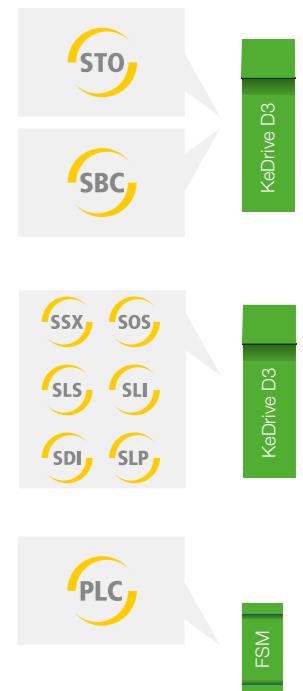 STO
KeDrive D3
SBC
SSX SOS
SLS SLI
KeDrive D3
SDI SLP
PLC
FSM